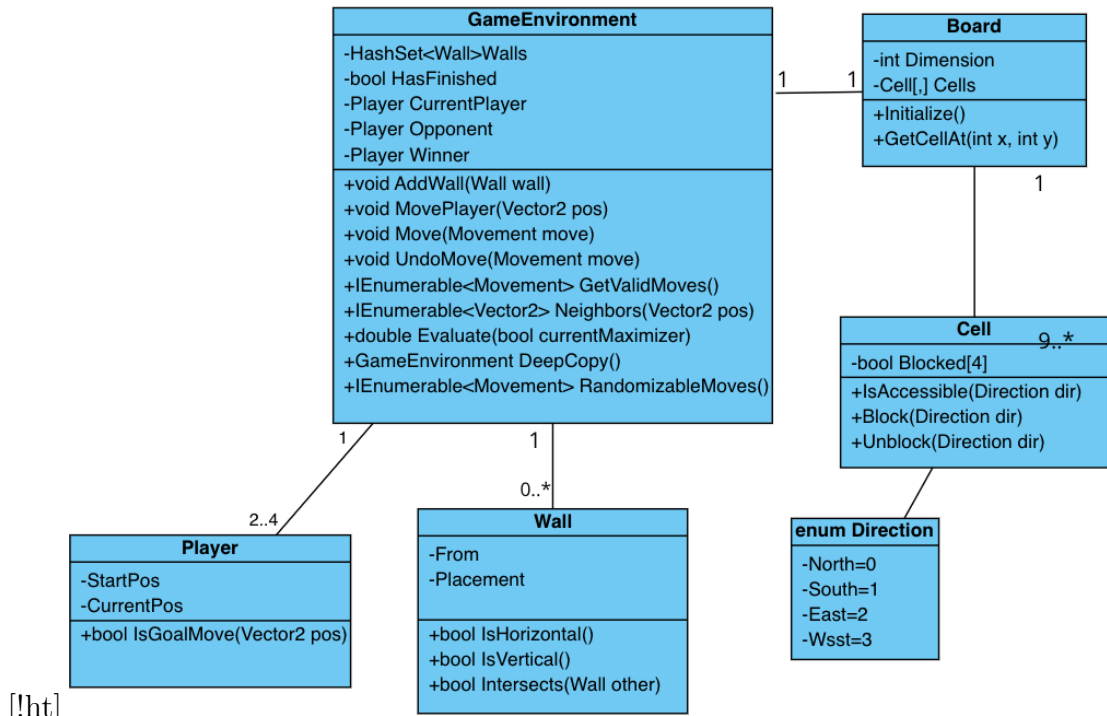 GameEnvironment
-HashSet<Wall>Walls
-bool HasFinished
-Player CurrentPlayer
-Player Opponent
-Player Winner
+void AddWall(Wall wall)
+void MovePlayer(Vector2 pos)
+void Move(Movement move)
+void UndoMove(Movement move)
+IEnumerable<Movement> GetValidMoves()
+IEnumerable<Vector2> Neighbors(Vector2 pos)
+double Evaluate(bool currentMaximizer)
+GameEnvironment DeepCopy()
+IEnumerable<Movement> RandomizableMoves()
1
1
Board
-int Dimension
-Cell[,] Cells
+Initialize()
+GetCellAt(int x, int y)
1
Cell
9..*
-bool Blocked[4]
+IsAccessible(Direction dir)
+Block(Direction dir)
+Unblock(Direction dir)
1
1
2..4
0..*
Player
-StartPos
-CurrentPos
+bool IsGoalMove(Vector2 pos)
Wall
-From
-Placement
+bool IsHorizontal()
+bool IsVertical()
+bool Intersects(Wall other)
enum Direction
-North=0
-South=1
-East=2
-Wsst=3
[!ht]